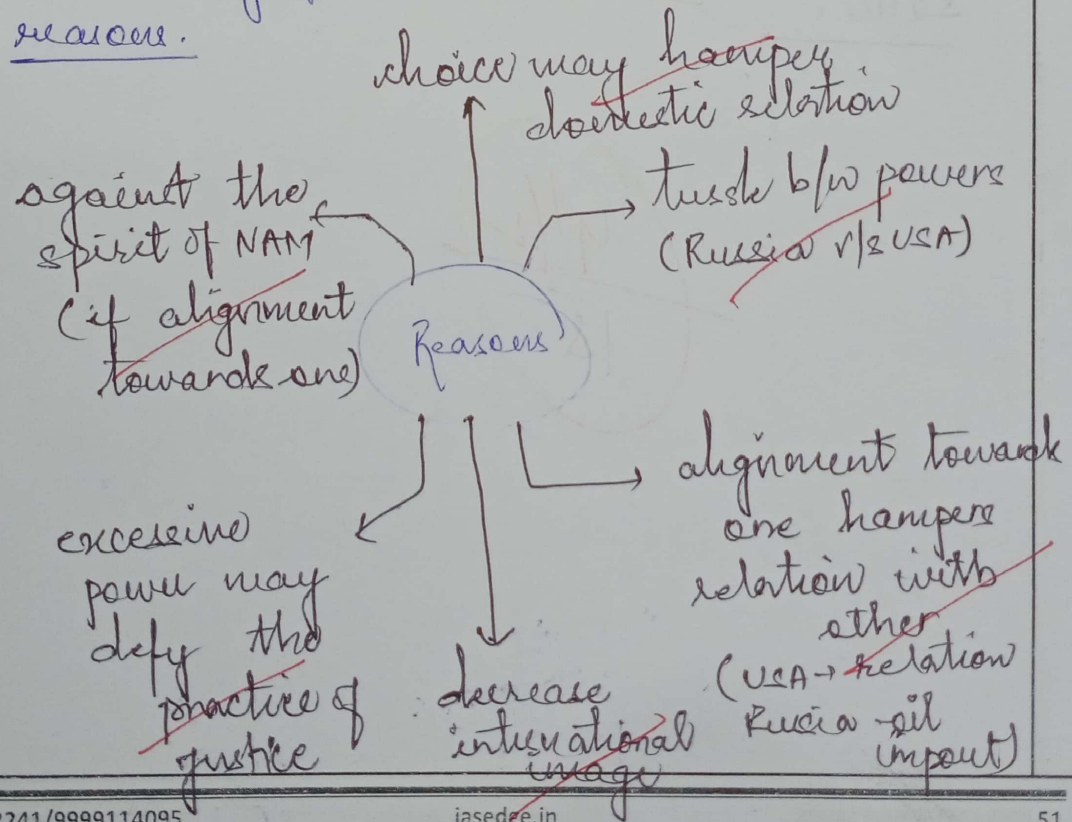 reasons.
choice may hamper
domestic relation
against the
spirit of NAM
(if alignment
towards one)
tussle b/w powers
(Russia v/s USA)
Reasons
alignment towards
one hampers
relation with
other
(USA → relation
Russia oil
import)
excessive
power may
defy the
practice of
justice
decrease
international
image
2241/9999114095
iasedge.in
51